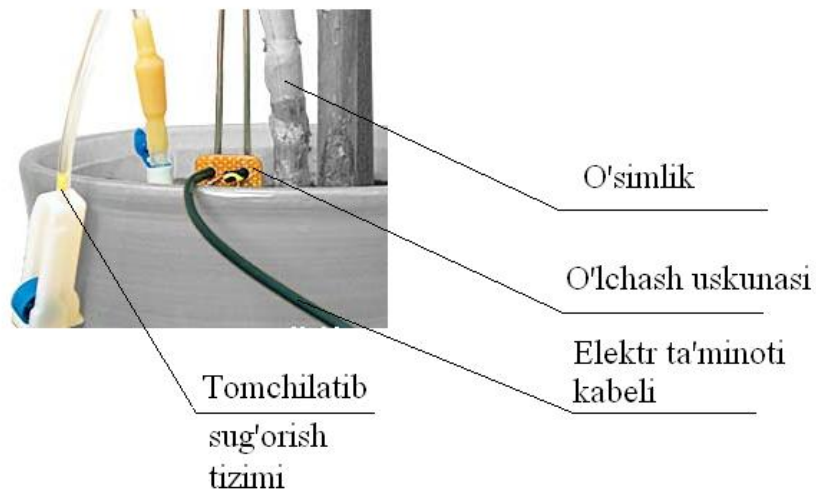 O'simlik
O'lchash uskunasi
Elektr ta'minoti
kabeli
Tomchilatib
sug'orish
tizimi